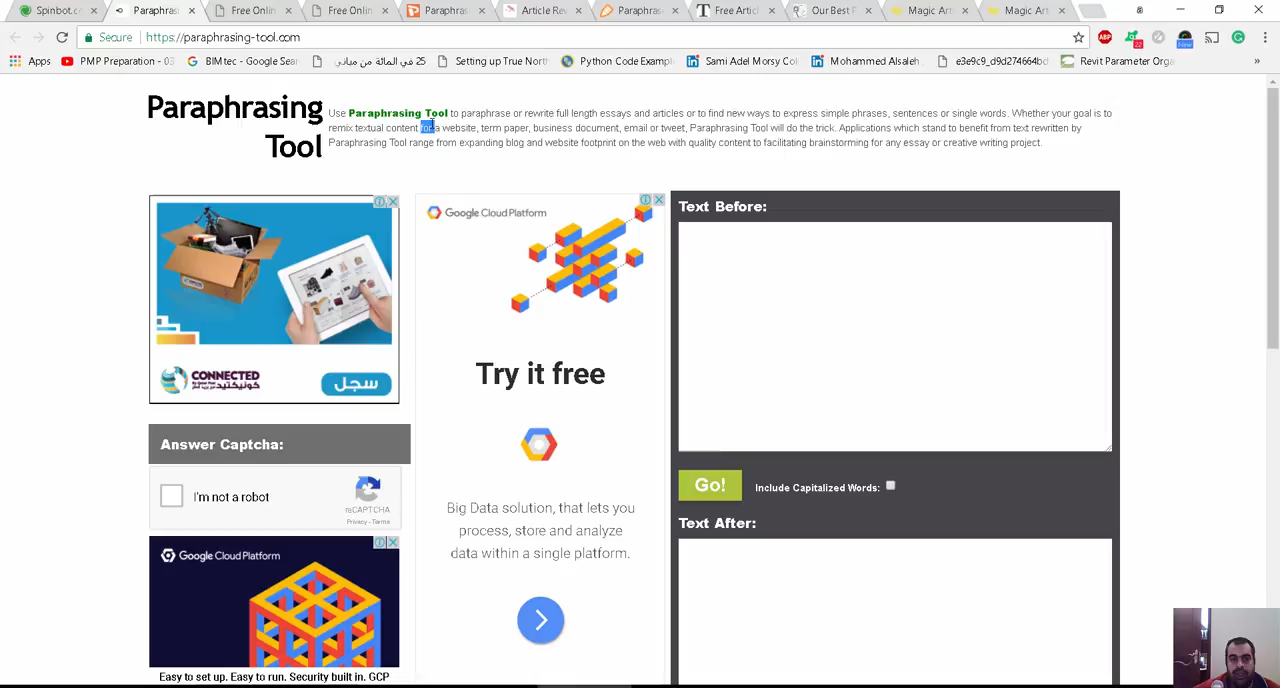 Spinbot.c
Paraphras
Free Onlin
Free Onlin
Paraphras
Article Re
Paraphras
Free Articl
Our Best P
Magic Arti
Magic Arti
Secure
https://paraphrasing-tool.com
ABP
22
New
Apps
PMP Preparation - 03
BIMtec - Google Sear
25 في المائة من مباني
Setting up True North
Python Code Exampl
Sami Adel Morsy Co
Mohammed Alsaleh
e3e9c9_d9d274664bd
Revit Parameter Orga
Paraphrasing
Tool
Use Paraphrasing Tool to paraphrase or rewrite full length essays and articles or to find new ways to express simple phrases, sentences or single words. Whether your goal is to
remix textual content for a website, term paper, business document, email or tweet, Paraphrasing Tool will do the trick. Applications which stand to benefit from text rewritten by
Paraphrasing Tool range from expanding blog and website footprint on the web with quality content to facilitating brainstorming for any essay or creative writing project.
CONNECTED
كونيكتيد
سجل
Google Cloud Platform
Try it free
Big Data solution, that lets you
process, store and analyze
data within a single platform.
Answer Captcha:
I'm not a robot
reCAPTCHA
Privacy - Terms
Google Cloud Platform
Easy to set up. Easy to run. Security built in. GCP
Text Before:
Go!
Include Capitalized Words:
Text After: